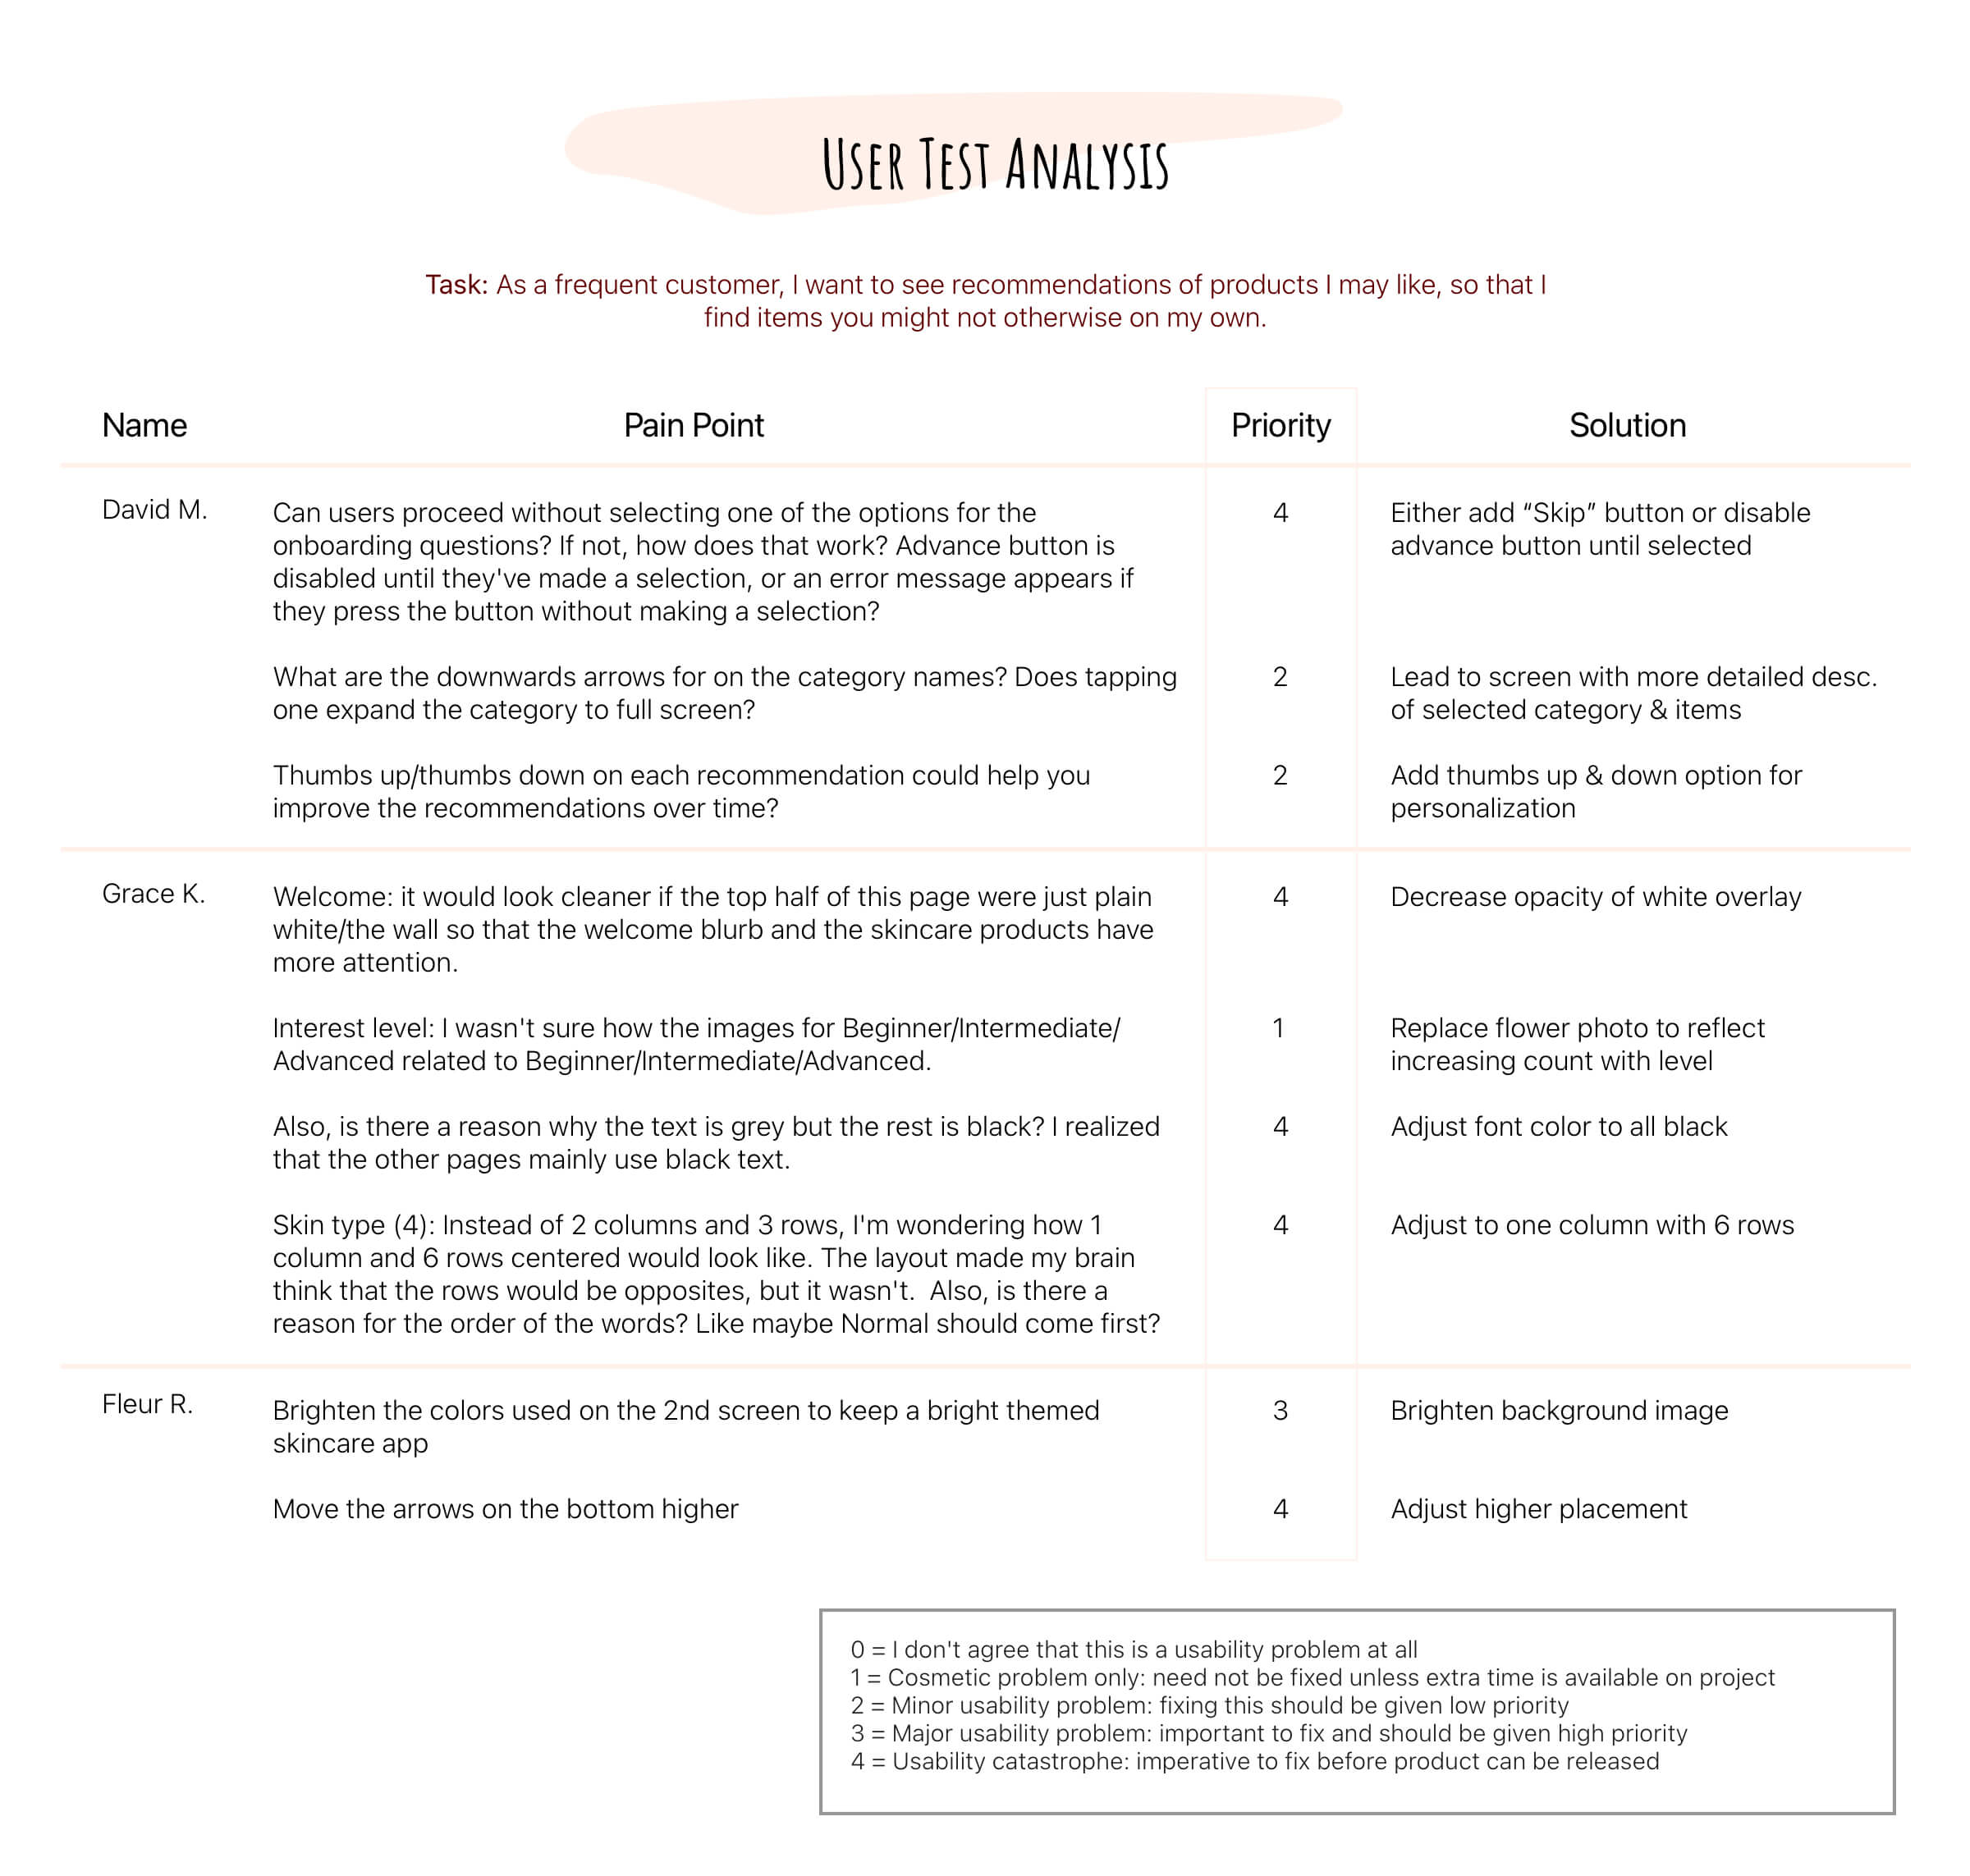 USER TEST ANALYSIS
Task: As a frequent customer, I want to see recommendations of products I may like, so that I
find items you might not otherwise on my own.
Name
Pain Point
Priority
Solution
David M.
Can users proceed without selecting one of the options for the
onboarding questions? If not, how does that work? Advance button is
disabled until they've made a selection, or an error message appears if
they press the button without making a selection?
4
Either add “Skip” button or disable
advance button until selected
What are the downwards arrows for on the category names? Does tapping
one expand the category to full screen?
2
Lead to screen with more detailed desc.
of selected category & items
Thumbs up/thumbs down on each recommendation could help you
improve the recommendations over time?
2
Add thumbs up & down option for
personalization
Grace K.
Welcome: it would look cleaner if the top half of this page were just plain
white/the wall so that the welcome blurb and the skincare products have
more attention.
4
Decrease opacity of white overlay
Interest level: I wasn't sure how the images for Beginner/Intermediate/
Advanced related to Beginner/Intermediate/Advanced.
1
Replace flower photo to reflect
increasing count with level
Also, is there a reason why the text is grey but the rest is black? I realized
that the other pages mainly use black text.
4
Adjust font color to all black
Skin type (4): Instead of 2 columns and 3 rows, I'm wondering how 1
column and 6 rows centered would look like. The layout made my brain
think that the rows would be opposites, but it wasn't.  Also, is there a
reason for the order of the words? Like maybe Normal should come first?
4
Adjust to one column with 6 rows
Fleur R.
Brighten the colors used on the 2nd screen to keep a bright themed
skincare app
3
Brighten background image
Move the arrows on the bottom higher
4
Adjust higher placement
0 = I don't agree that this is a usability problem at all
1 = Cosmetic problem only: need not be fixed unless extra time is available on project
2 = Minor usability problem: fixing this should be given low priority
3 = Major usability problem: important to fix and should be given high priority
4 = Usability catastrophe: imperative to fix before product can be released